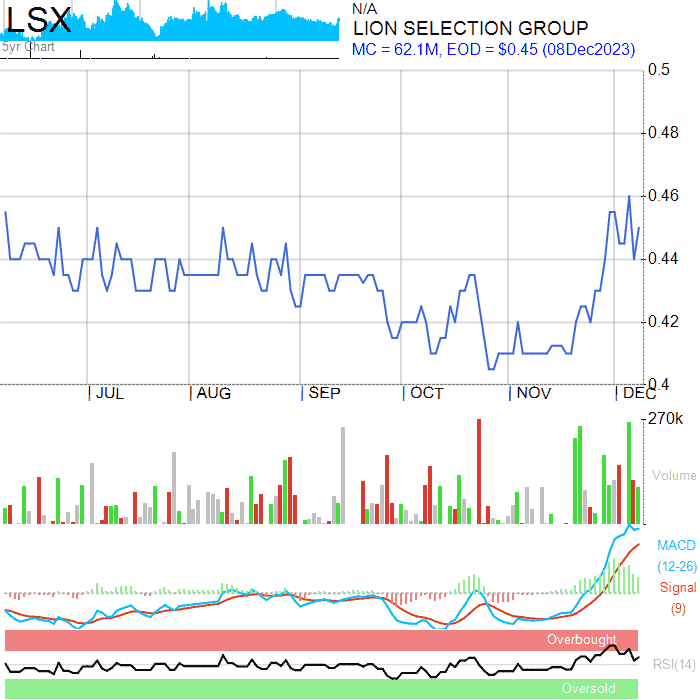 LSX
5yr Chart
N/A
LION SELECTION GROUP
MC = 62.1M, EOD = $0.45 (08Dec2023)
0.5
0.48
0.46
0.44
0.42
0.4
JUL AUG SEP OCT NOV DEC
270k
Volume
MACD
(12-26)
Signal
(9)
Overbought
RSI(14)
Oversold